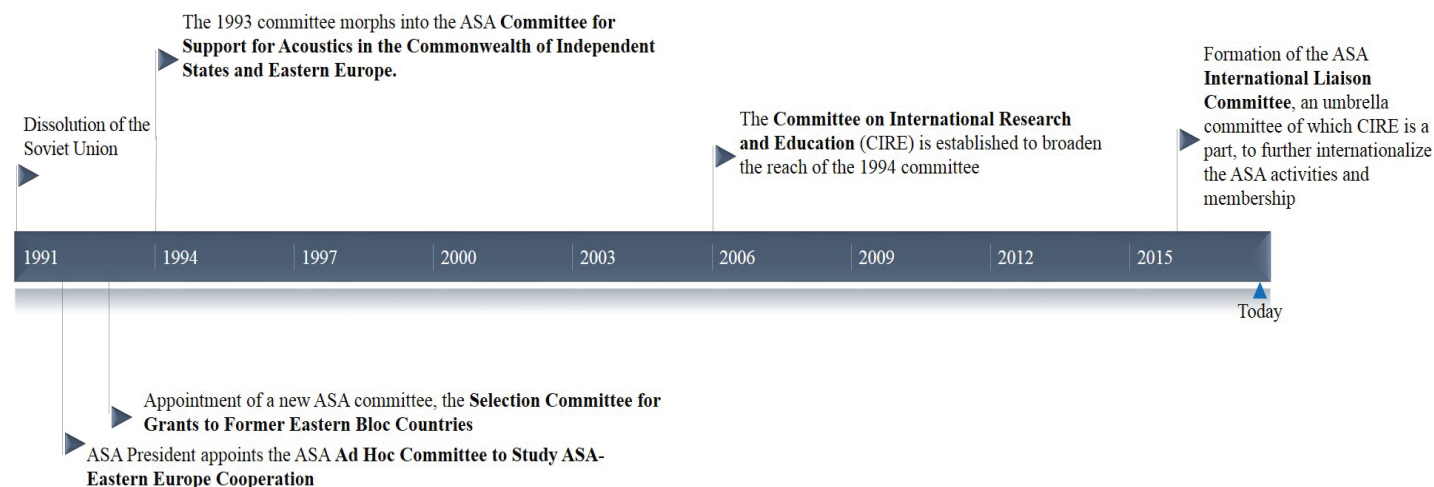 The 1993 committee morphs into the ASA Committee for
Support for Acoustics in the Commonwealth of Independent
States and Eastern Europe.
Dissolution of the
Soviet Union
The Committee on International Research
and Education (CIRE) is established to broaden
the reach of the 1994 committee
Formation of the ASA
International Liaison
Committee, an umbrella
committee of which CIRE is a
part, to further internationalize
the ASA activities and
membership
1991 1994 1997 2000 2003 2006 2009 2012 2015
Today
Appointment of a new ASA committee, the Selection Committee for
Grants to Former Eastern Bloc Countries
ASA President appoints the ASA Ad Hoc Committee to Study ASA-
Eastern Europe Cooperation